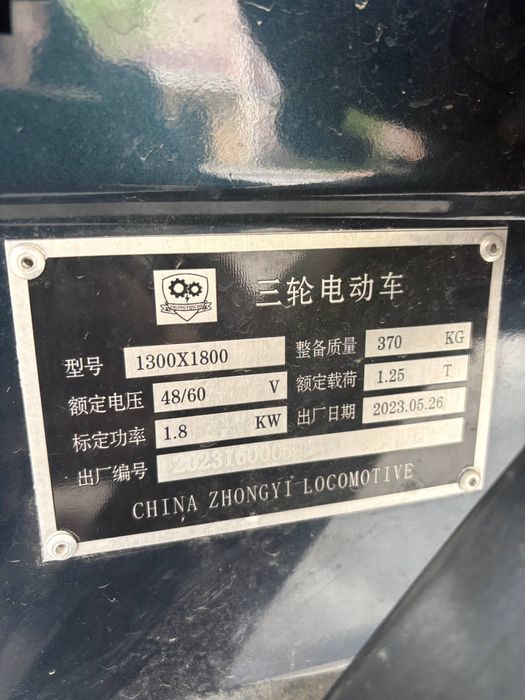 三轮电动车
型号 1300X1800 整备质量 370 KG
额定电压 48/60 V 额定载荷 1.25 T
标定功率 1.8 KW 出厂日期 2023.05.26
出厂编号
CHINA ZHONGYI LOCOMOTIVE